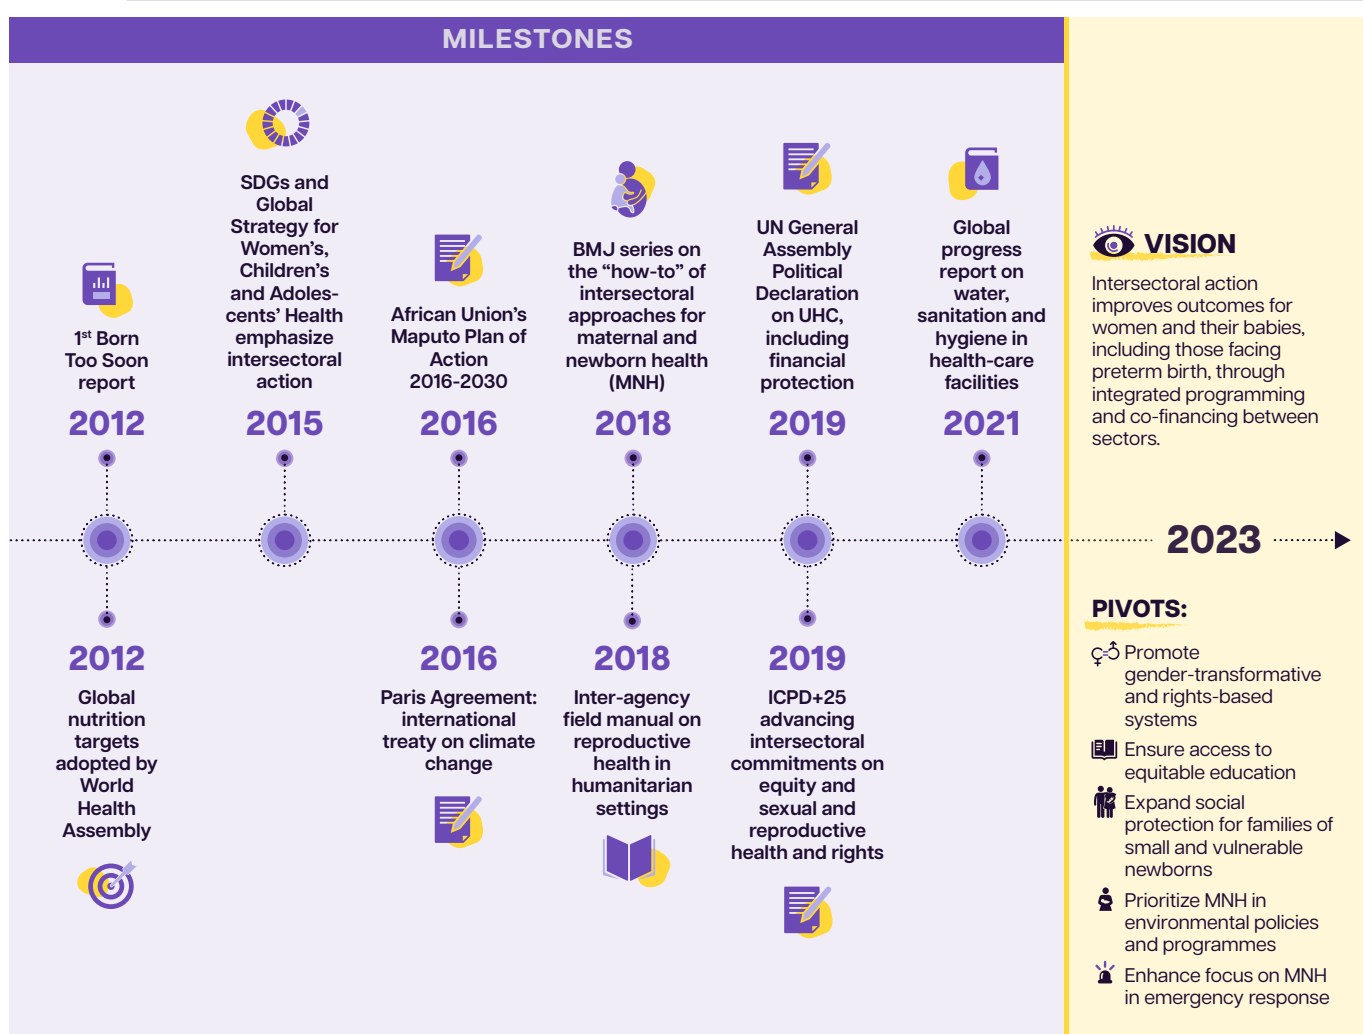 MILESTONES
1st Born
Too Soon
report
2012
SDGs and
Global
Strategy for
Women’s,
Children’s
and Adoles-
cents’ Health
emphasize
intersectoral
action
2015
African Union’s
Maputo Plan of
Action
2016-2030
2016
BMJ series on
the “how-to” of
intersectoral
approaches for
maternal and
newborn health
(MNH)
2018
UN General
Assembly
Political
Declaration
on UHC,
including
financial
protection
2019
Global
progress
report on
water,
sanitation and
hygiene in
health-care
facilities
2021
2012
Global
nutrition
targets
adopted by
World
Health
Assembly
2016
Paris Agreement:
international
treaty on climate
change
2018
Inter-agency
field manual on
reproductive
health in
humanitarian
settings
2019
ICPD+25
advancing
intersectoral
commitments on
equity and
sexual and
reproductive
health and rights
VISION
Intersectoral action
improves outcomes for
women and their babies,
including those facing
preterm birth, through
integrated programming
and co-financing between
sectors.
2023
PIVOTS:
Promote
gender-transformative
and rights-based
systems
Ensure access to
equitable education
Expand social
protection for families of
small and vulnerable
newborns
Prioritize MNH in
environmental policies
and programmes
Enhance focus on MNH
in emergency response